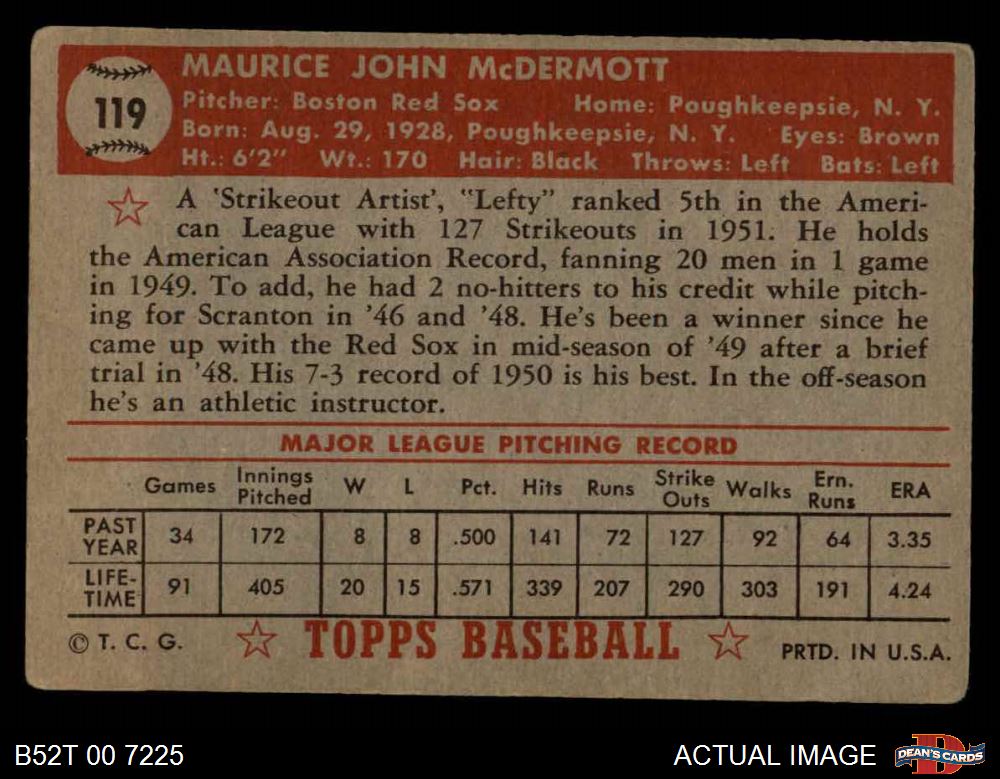 119
MAURICE JOHN McDERMOTT
Pitcher: Boston Red Sox Home: Poughkeepsie, N. Y.
Born: Aug. 29, 1928, Poughkeepsie, N. Y. Eyes: Brown
Ht.: 6'2" Wt.: 170 Hair: Black Throws: Left Bats: Left
A 'Strikeout Artist', "Lefty" ranked 5th in the Ameri-
can League with 127 Strikeouts in 1951. He holds
the American Association Record, fanning 20 men in 1 game
in 1949. To add, he had 2 no-hitters to his credit while pitch-
ing for Scranton in '46 and '48. He's been a winner since he
came up with the Red Sox in mid-season of '49 after a brief
trial in '48. His 7-3 record of 1950 is his best. In the off-season
he's an athletic instructor.
MAJOR LEAGUE PITCHING RECORD
Games Innings Pitched W L Pct. Hits Runs Strike Outs Walks Ern. Runs ERA
PAST YEAR 34 172 8 8 .500 141 72 127 92 64 3.35
LIFE-TIME 91 405 20 15 .571 339 207 290 303 191 4.24
© T. C. G. TOPPS BASEBALL PRTD. IN U.S.A.
B52T 00 7225 ACTUAL IMAGE DEAN'S CARDS